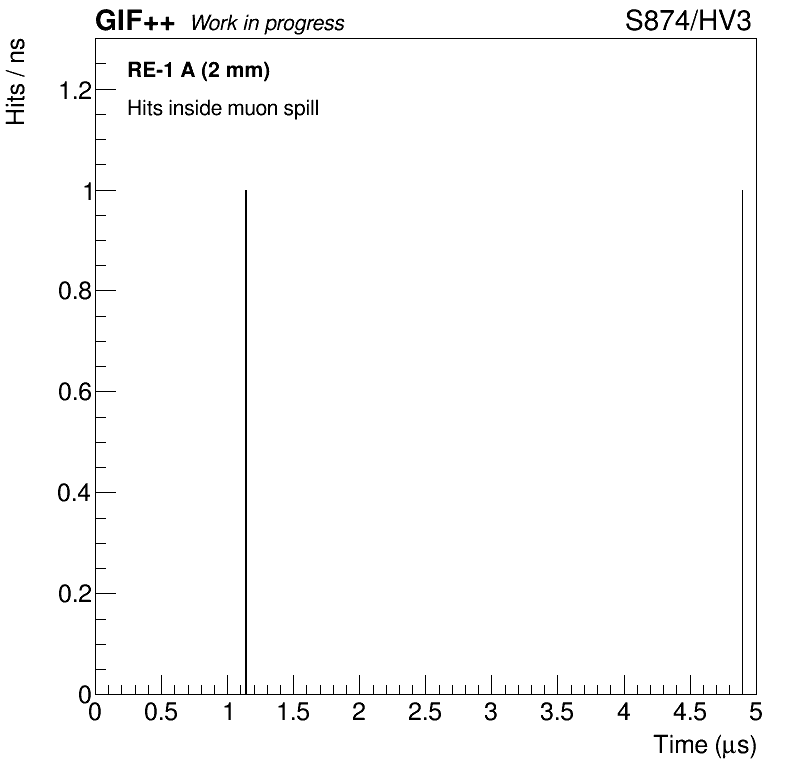 GIF++ Work in progress S874/HV3
Hits / ns
RE-1 A (2 mm)
Hits inside muon spill
1.2
1
0.8
0.6
0.4
0.2
0
0 0.5 1 1.5 2 2.5 3 3.5 4 4.5 5
Time (μs)